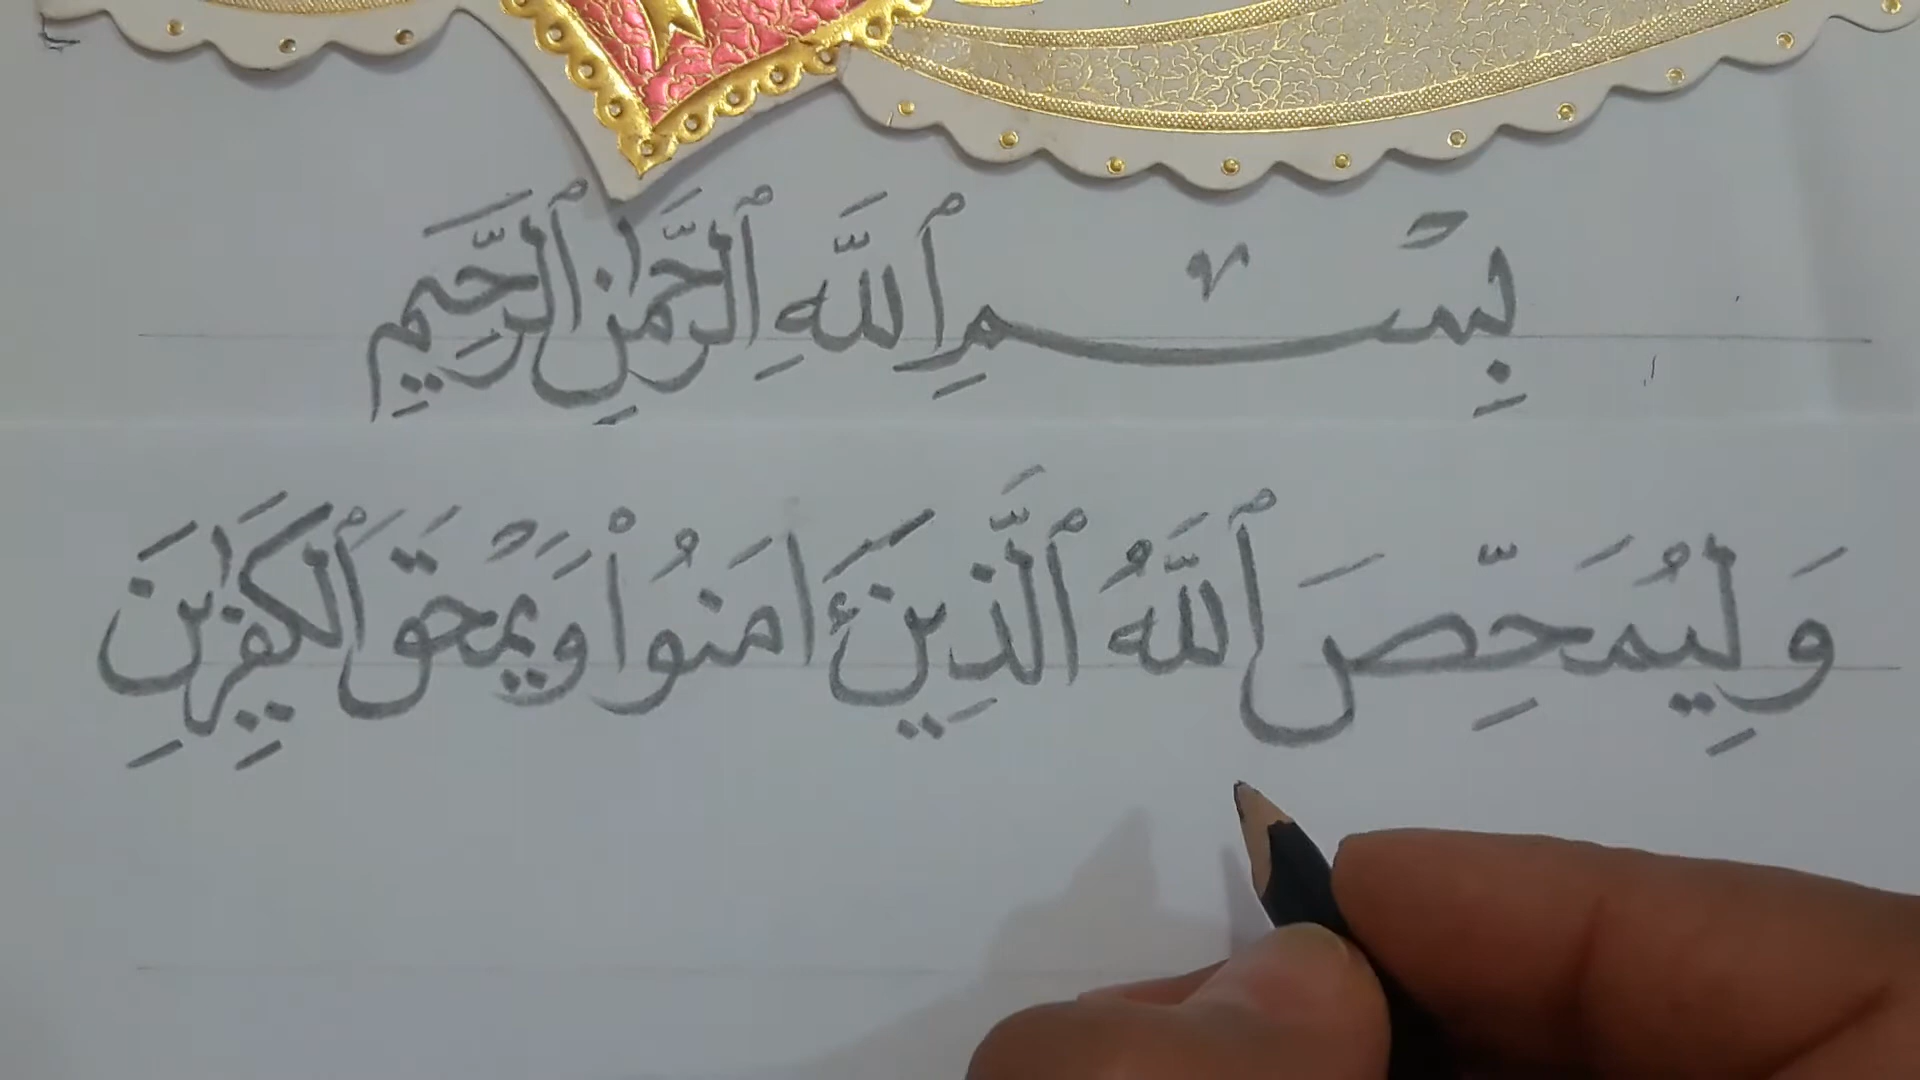 بِسْمِ ٱللَّهِ ٱلرَّحْمَٰنِ ٱلرَّحِيمِ
وَلِيُمَحِّصَ ٱللَّهُ ٱلَّذِينَ ءَامَنُوا۟ وَيَمْحَقَ ٱلْكَٰفِرِينَ